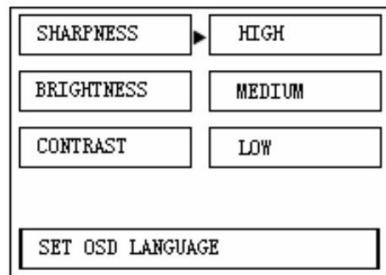 SHARPNESS HIGH
BRIGHTNESS MEDIUM
CONTRAST LOW
SET OSD LANGUAGE